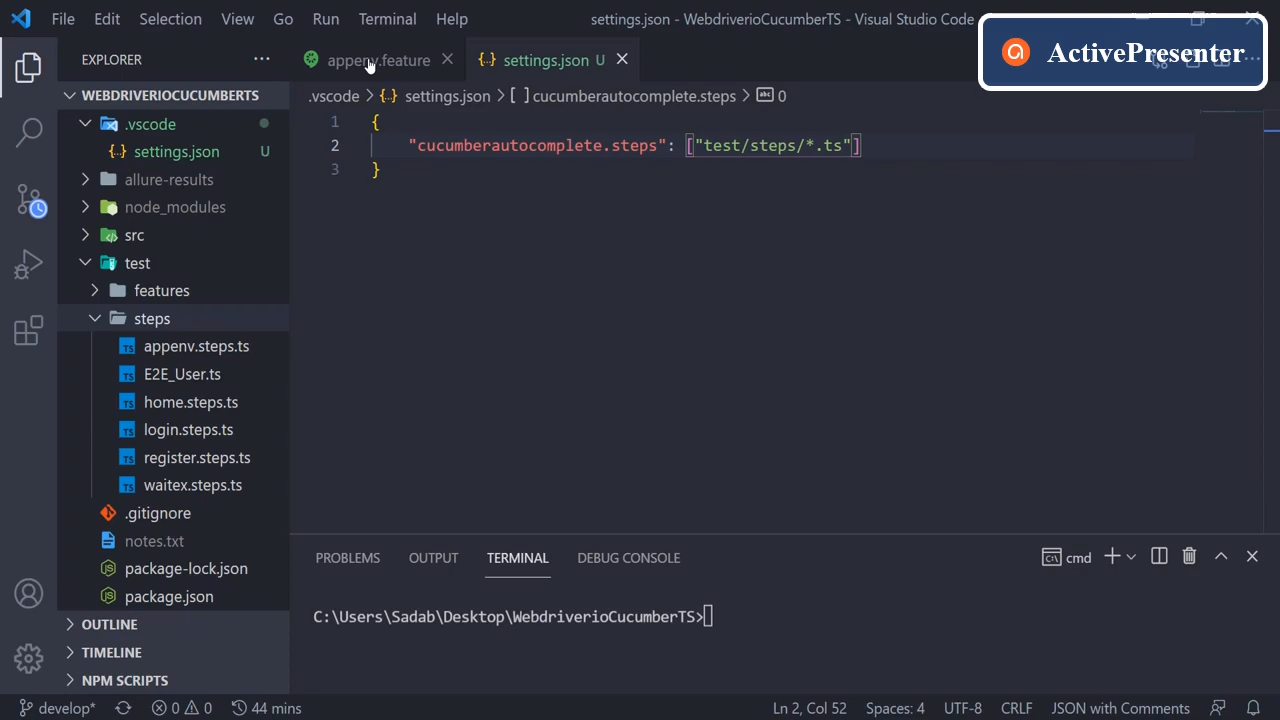 File Edit Selection View Go Run Terminal Help settings.json - WebdriverioCucumberTS - Visual Studio Code
ActivePresenter
EXPLORER
appenv.feature settings.json U
WEBDRIVERIOCUCUMBERTS
.vscode settings.json cucumberautocomplete.steps 0
.vscode
settings.json U
allure-results
node_modules
src
test
features
steps
appenv.steps.ts
E2E_User.ts
home.steps.ts
login.steps.ts
register.steps.ts
waitex.steps.ts
.gitignore
notes.txt
package-lock.json
package.json
OUTLINE
TIMELINE
NPM SCRIPTS
1 {
2 "cucumberautocomplete.steps": ["test/steps/*.ts"]
3 }
PROBLEMS OUTPUT TERMINAL DEBUG CONSOLE cmd
C:\Users\Sadab\Desktop\WebdriverioCucumberTS>
develop* 0 0 44 mins Ln 2, Col 52 Spaces: 4 UTF-8 CRLF JSON with Comments